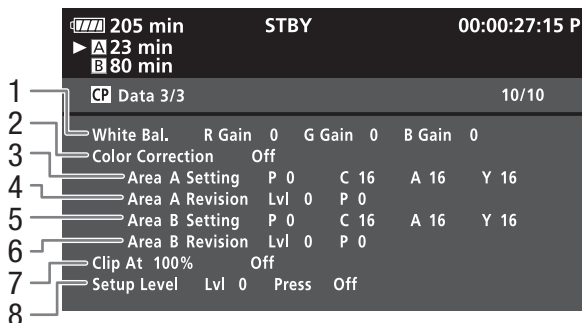 205 min STBY 00:00:27:15 P
A 23 min
B 80 min
CP Data 3/3 10/10
1 White Bal. R Gain 0 G Gain 0 B Gain 0
2 Color Correction Off
3 Area A Setting P 0 C 16 A 16 Y 16
4 Area A Revision Lvl 0 P 0
5 Area B Setting P 0 C 16 A 16 Y 16
6 Area B Revision Lvl 0 P 0
7 Clip At 100% Off
8 Setup Level Lvl 0 Press Off